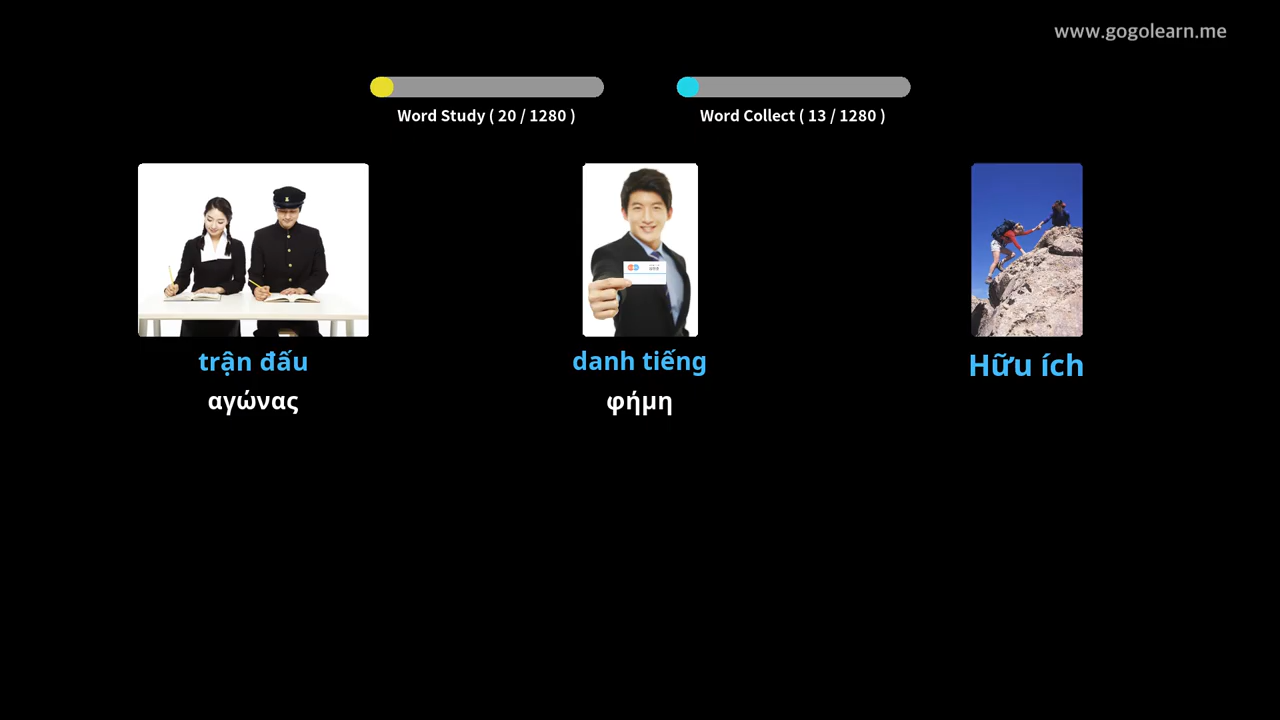 www.gogolearn.me
Word Study ( 20 / 1280 )
Word Collect ( 13 / 1280 )
trận đấu
danh tiếng
Hữu ích
αγώνας
φήμη